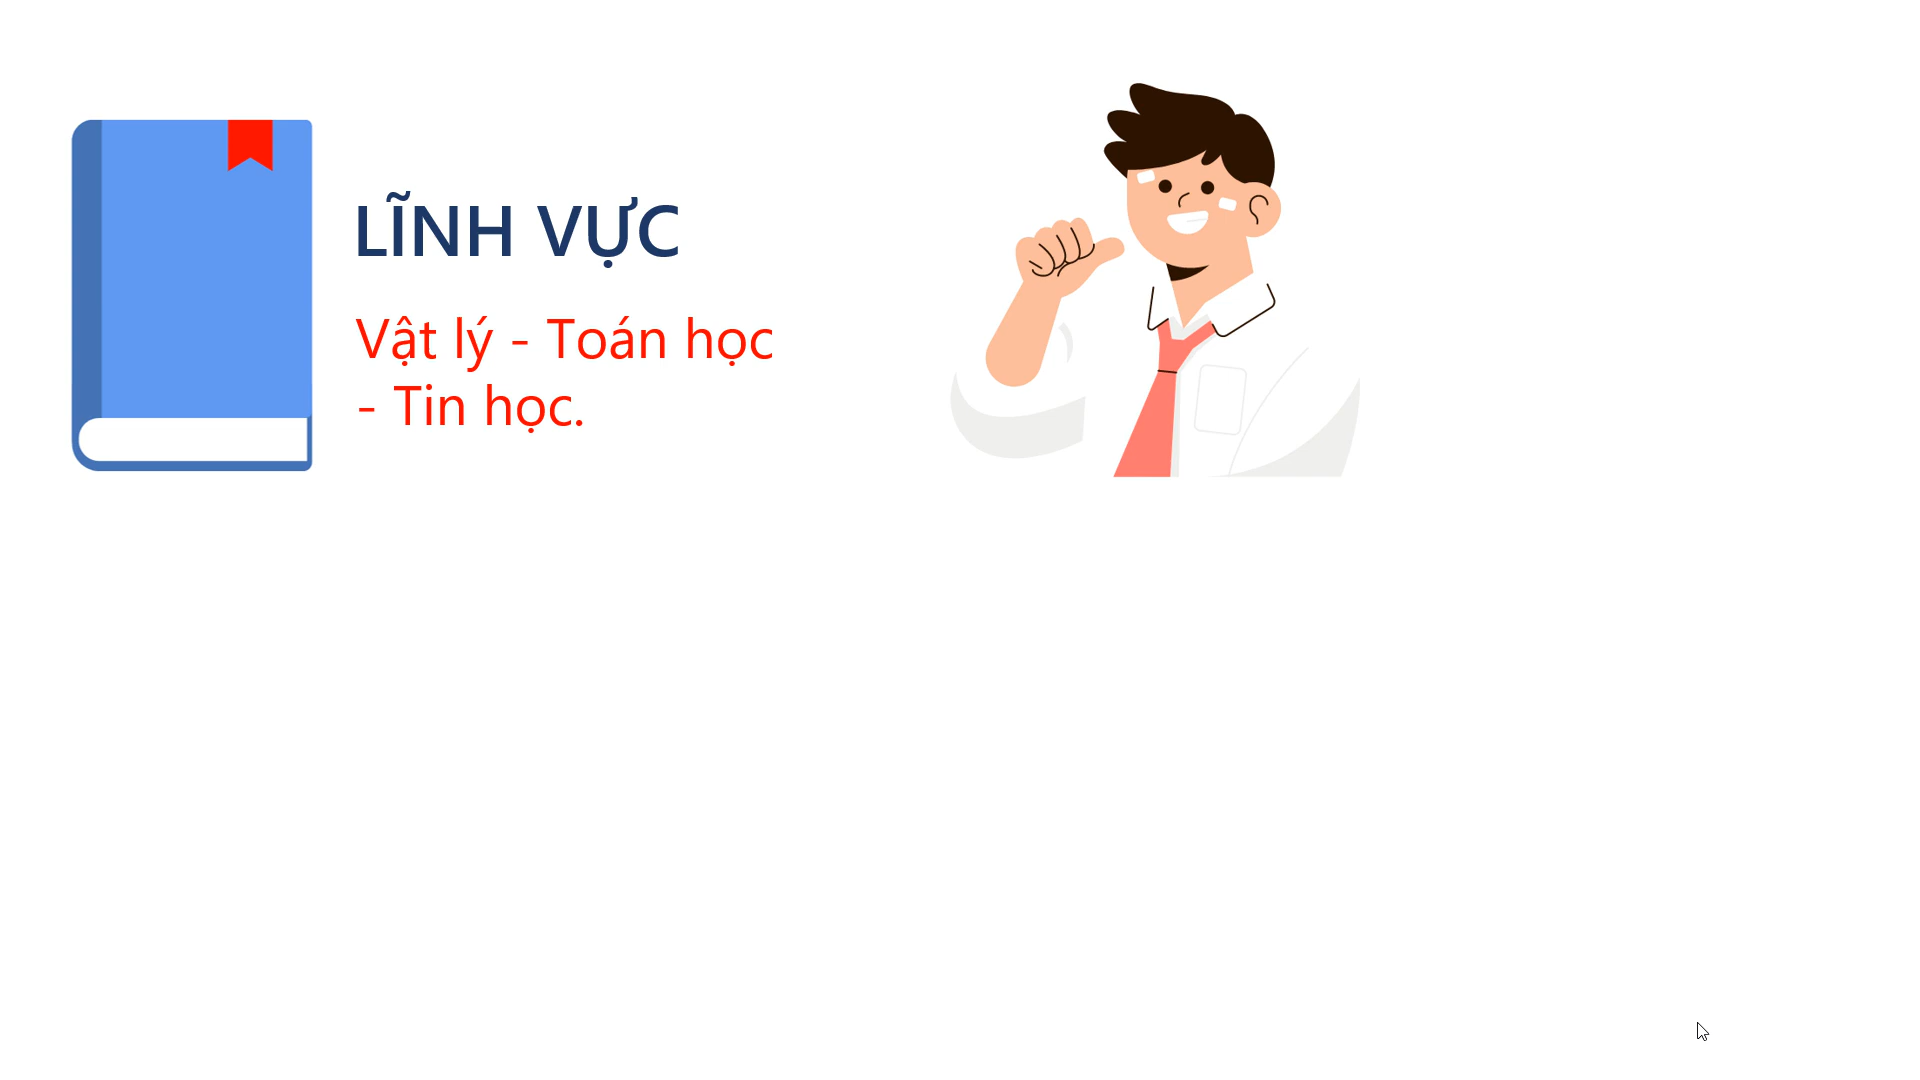 LĨNH VỰC
Vật lý - Toán học
- Tin học.